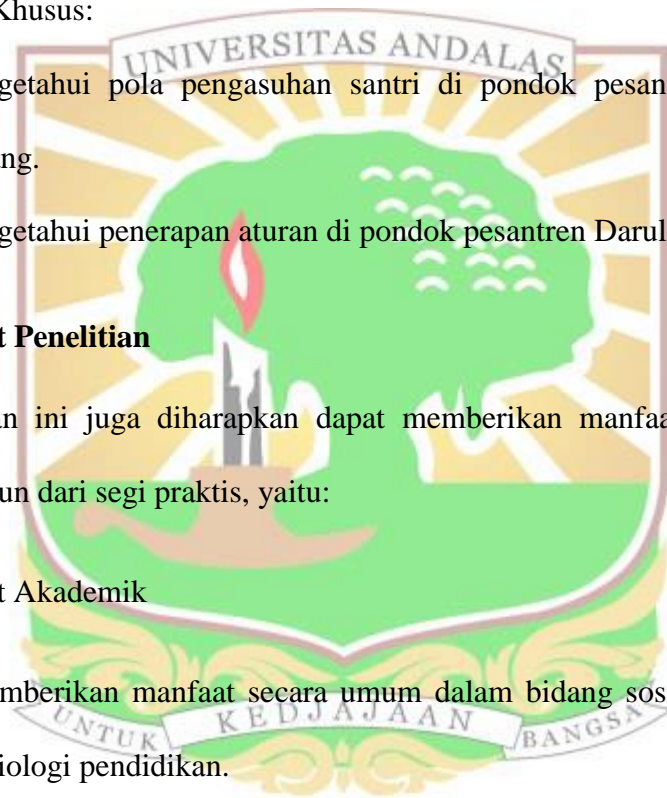 Khusus:
UNIVERSITAS ANDALAS
getahui pola pengasuhan santri di pondok pesan
ng.
getahui penerapan aturan di pondok pesantren Darul
t Penelitian
an ini juga diharapkan dapat memberikan manfaa
un dari segi praktis, yaitu:
t Akademik
mberikan manfaat secara umum dalam bidang sos
UNTUK KEDJAJAAN BANGSA
iologi pendidikan.